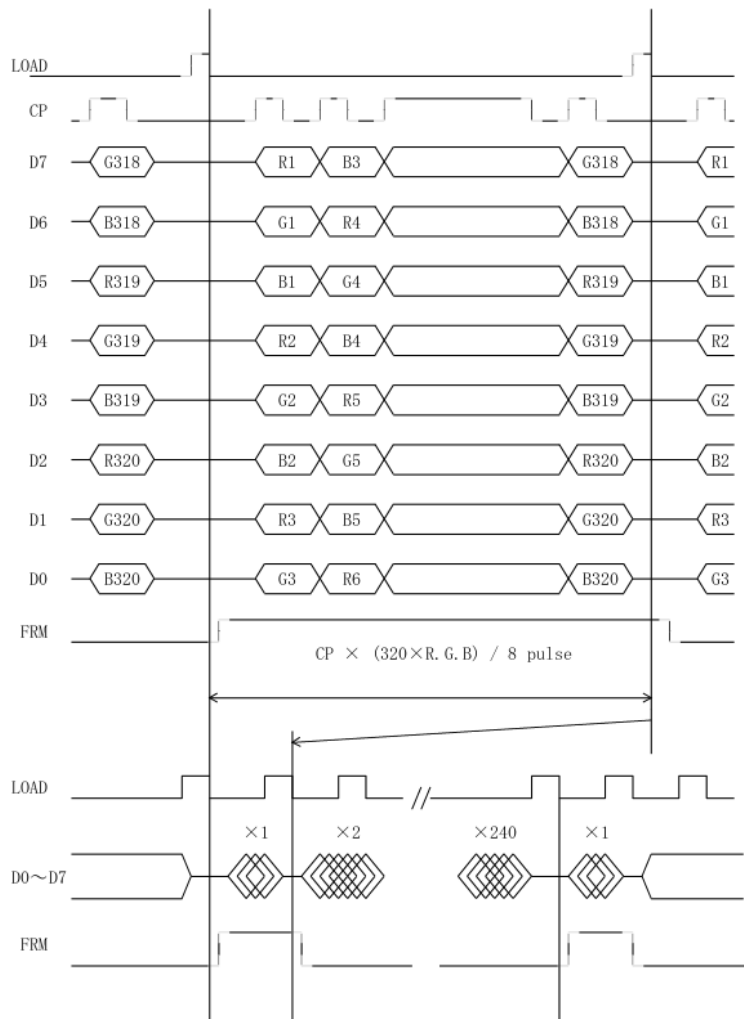 LOAD
CP
D7 G318 R1 B3 G318 R1
D6 B318 G1 R4 B318 G1
D5 R319 B1 G4 R319 B1
D4 G319 R2 B4 G319 R2
D3 B319 G2 R5 B319 G2
D2 R320 B2 G5 R320 B2
D1 G320 R3 B5 G320 R3
D0 B320 G3 R6 B320 G3
FRM
CP × (320×R.G.B) / 8 pulse
LOAD //
×1 ×2 ×240 ×1
D0～D7
FRM